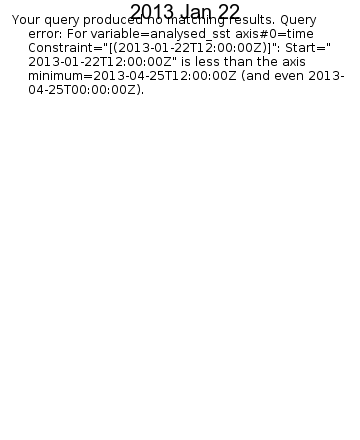 2013 Jan 22
Your query produced no matching results. Query
error: For variable=analysed_sst axis#0=time
Constraint="[(2013-01-22T12:00:00Z)]": Start="
2013-01-22T12:00:00Z" is less than the axis
minimum=2013-04-25T12:00:00Z (and even 2013-
04-25T00:00:00Z).